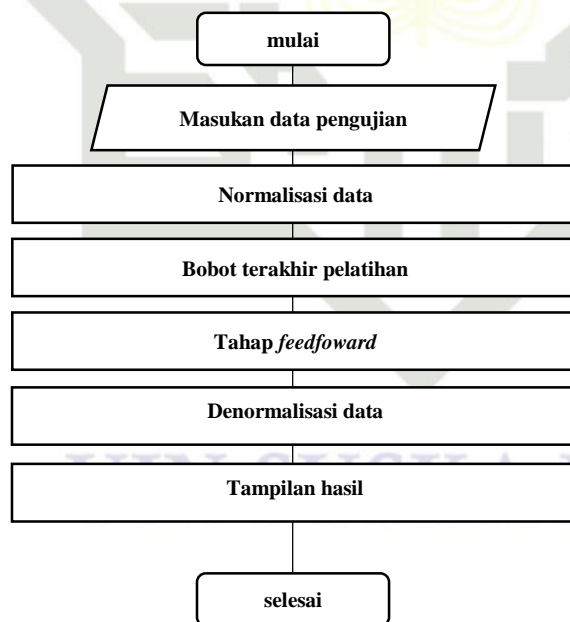 mulai
Masukan data pengujian
Normalisasi data
Bobot terakhir pelatihan
Tahap feedfoward
Denormalisasi data
Tampilan hasil
selesai